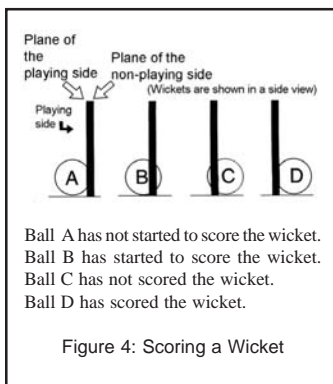 Plane of
the
playing side
Plane of the
non-playing side
(Wickets are shown in a side view)
Playing
side
A
B
C
D
Ball A has not started to score the wicket.
Ball B has started to score the wicket.
Ball C has not scored the wicket.
Ball D has scored the wicket.
Figure 4: Scoring a Wicket